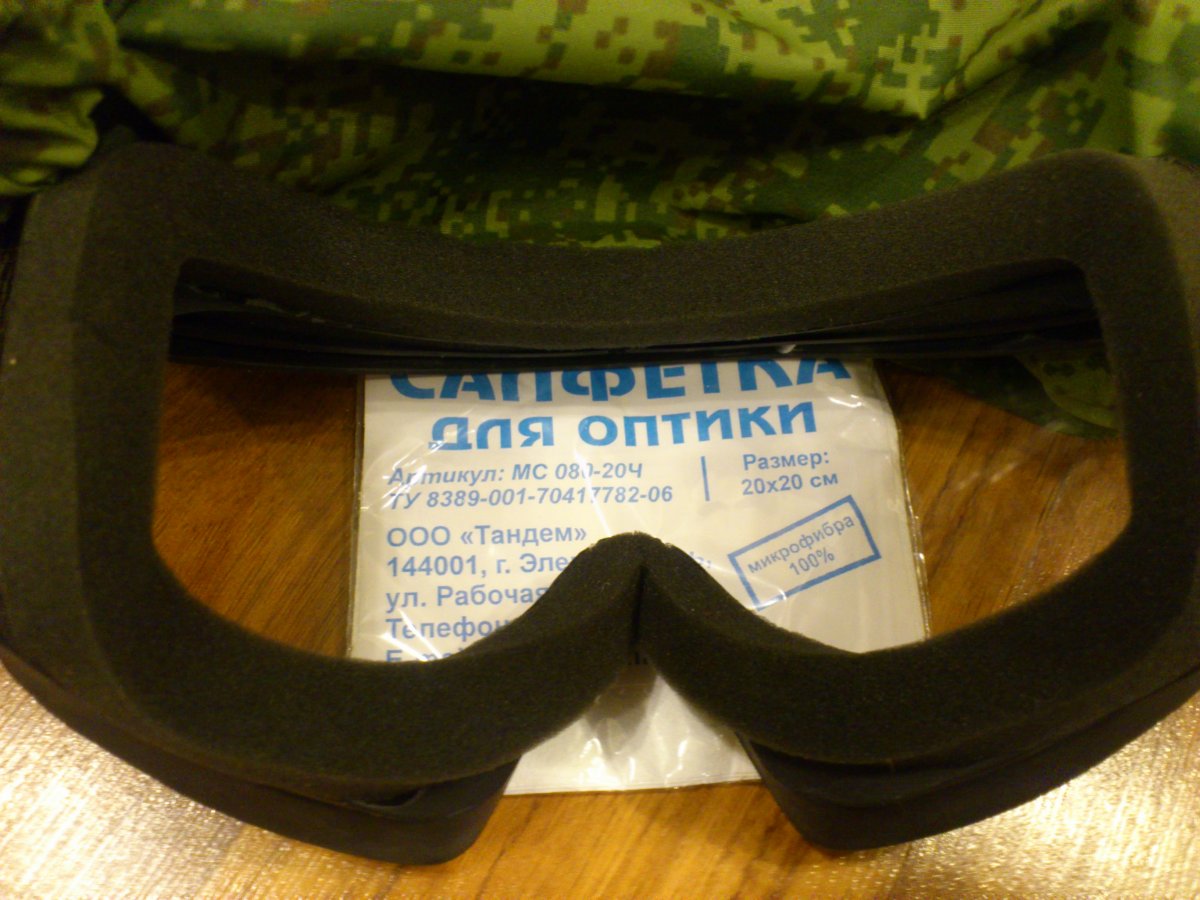 САЛФЕТКА
ДЛЯ ОПТИКИ
Артикул: МС 080-20Ч
ТУ 8389-001-70417782-06
Размер:
20х20 см
ООО «Тандем»
144001, г.
ул. Рабочая
микрофибра
100%